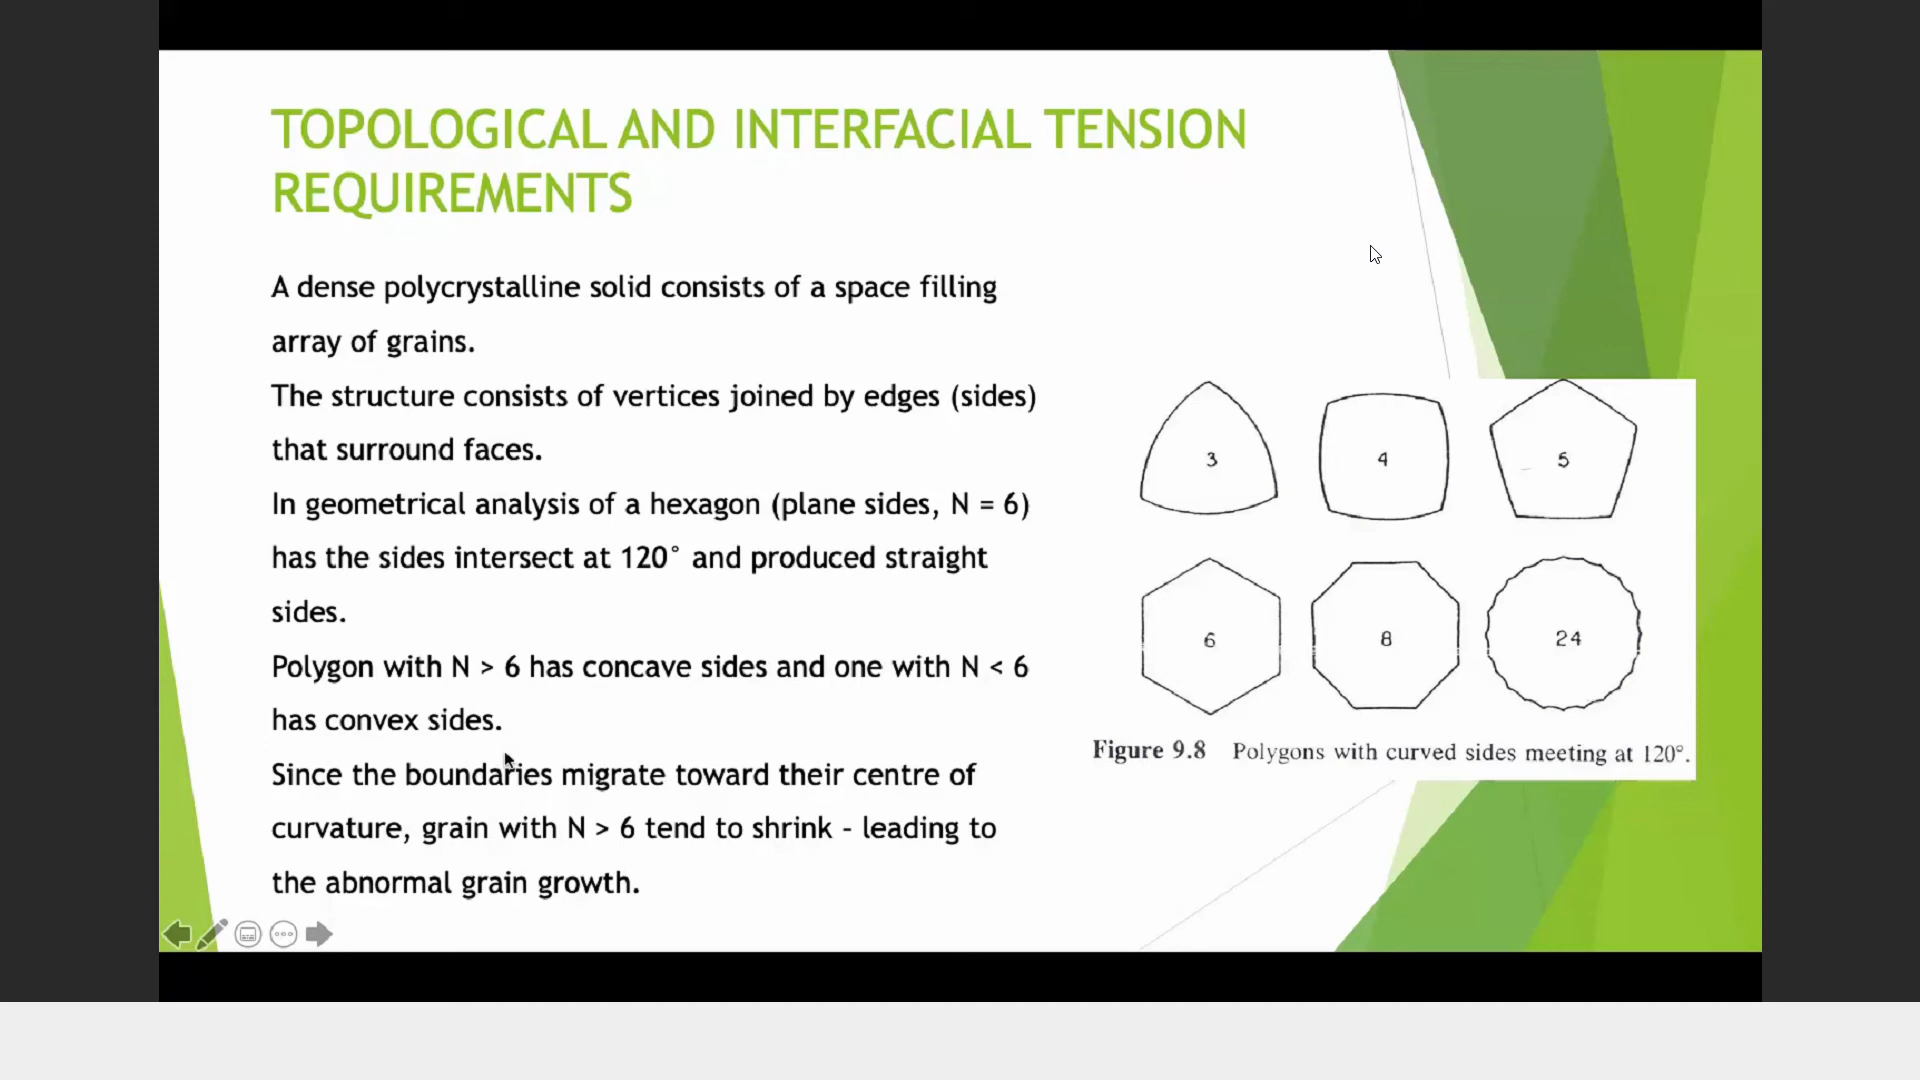 TOPOLOGICAL AND INTERFACIAL TENSION
REQUIREMENTS
A dense polycrystalline solid consists of a space filling
array of grains.
The structure consists of vertices joined by edges (sides)
that surround faces.
In geometrical analysis of a hexagon (plane sides, N = 6)
has the sides intersect at 120° and produced straight
sides.
Polygon with N > 6 has concave sides and one with N < 6
has convex sides.
Since the boundaries migrate toward their centre of
curvature, grain with N > 6 tend to shrink - leading to
the abnormal grain growth.
3 4 5
6 8 24
Figure 9.8 Polygons with curved sides meeting at 120°.